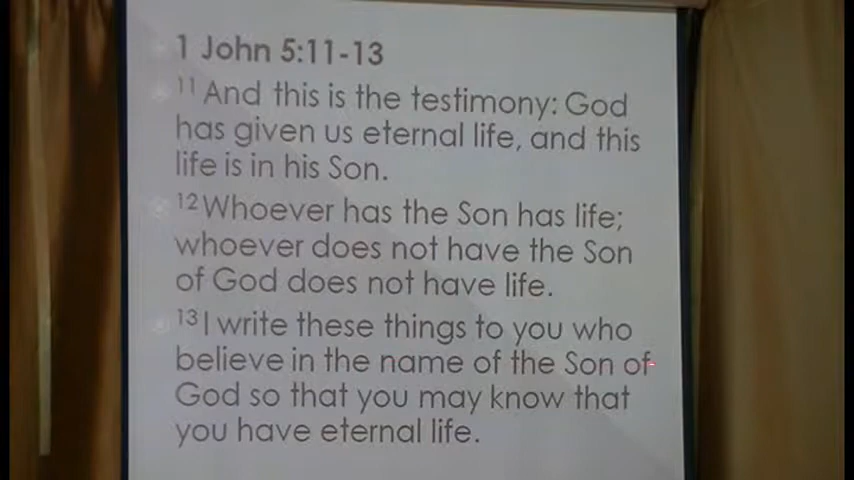 1 John 5:11-13
11 And this is the testimony: God
has given us eternal life, and this
life is in his Son.
12 Whoever has the Son has life;
whoever does not have the Son
of God does not have life.
13 I write these things to you who
believe in the name of the Son of
God so that you may know that
you have eternal life.